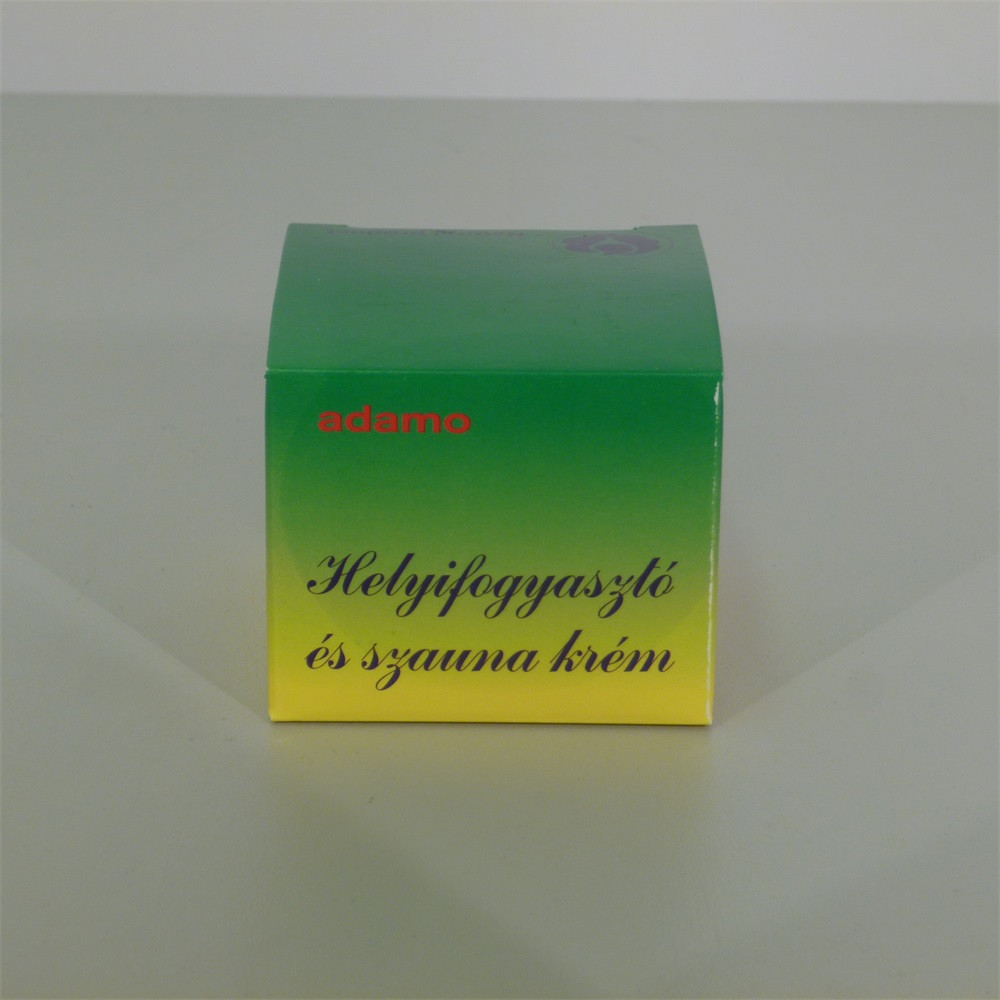 adamo
Helyifogyasztó
és szauna krém